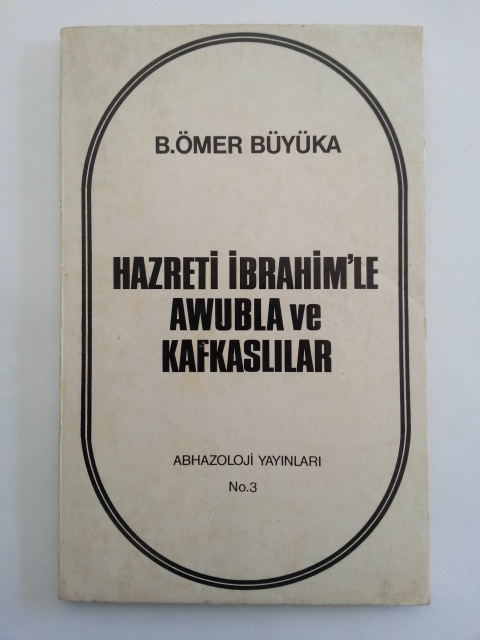 B.ÖMER BÜYÜKA
HAZRETİ İBRAHİM'LE
AWUBLA ve
KAFKASLILAR
ABHAZOLOJİ YAYINLARI
No.3